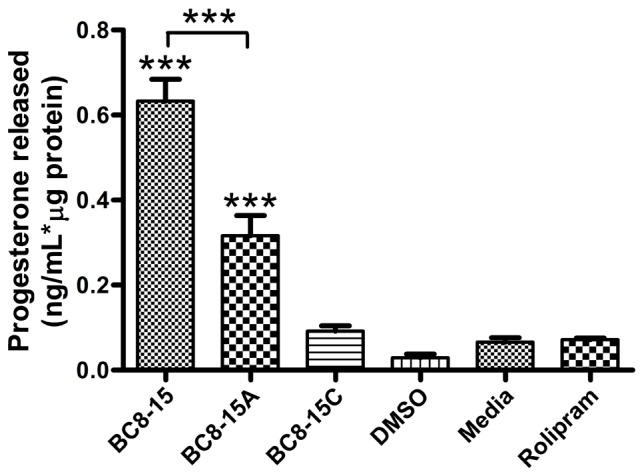 Progesterone released
(ng/mL*µg protein)
0.8
0.6
0.4
0.2
0.0
***
***
***
BC8-15
BC8-15A
BC8-15C
DMSO
Media
Rolipram